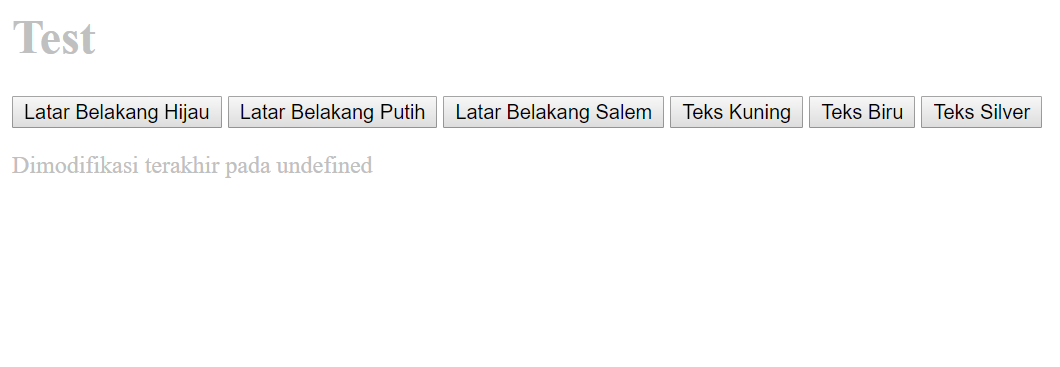 Test
Latar Belakang Hijau Latar Belakang Putih Latar Belakang Salem Teks Kuning Teks Biru Teks Silver
Dimodifikasi terakhir pada undefined